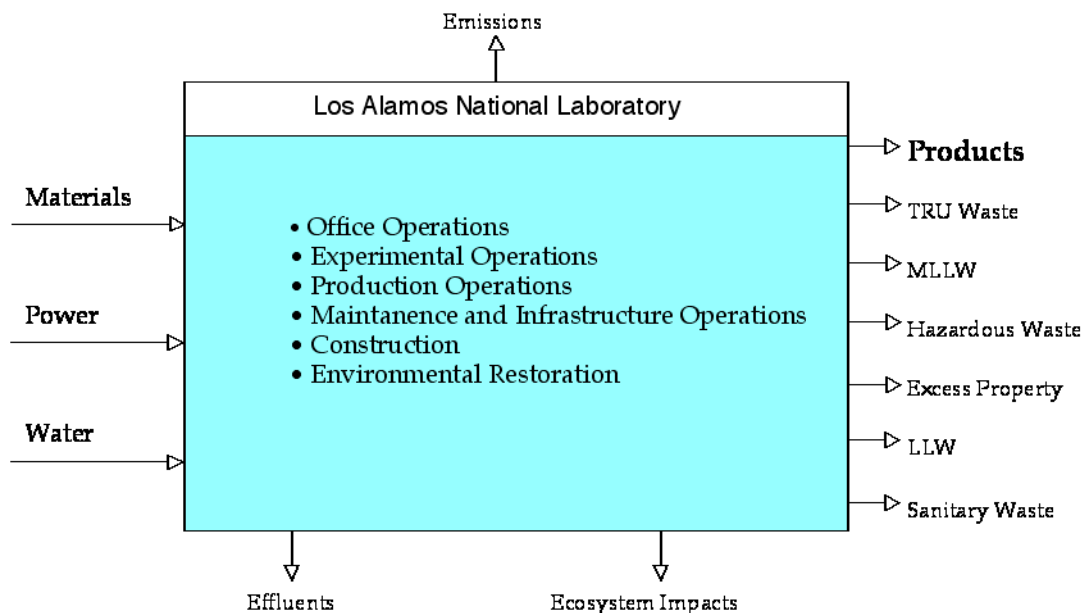 Emissions
Los Alamos National Laboratory
Products
Materials
TRU Waste
• Office Operations
• Experimental Operations
MLLW
• Production Operations
Power
• Maintanence and Infrastructure Operations
Hazardous Waste
• Construction
• Environmental Restoration
Excess Property
Water
LLW
Sanitary Waste
Effluents
Ecosystem Impacts